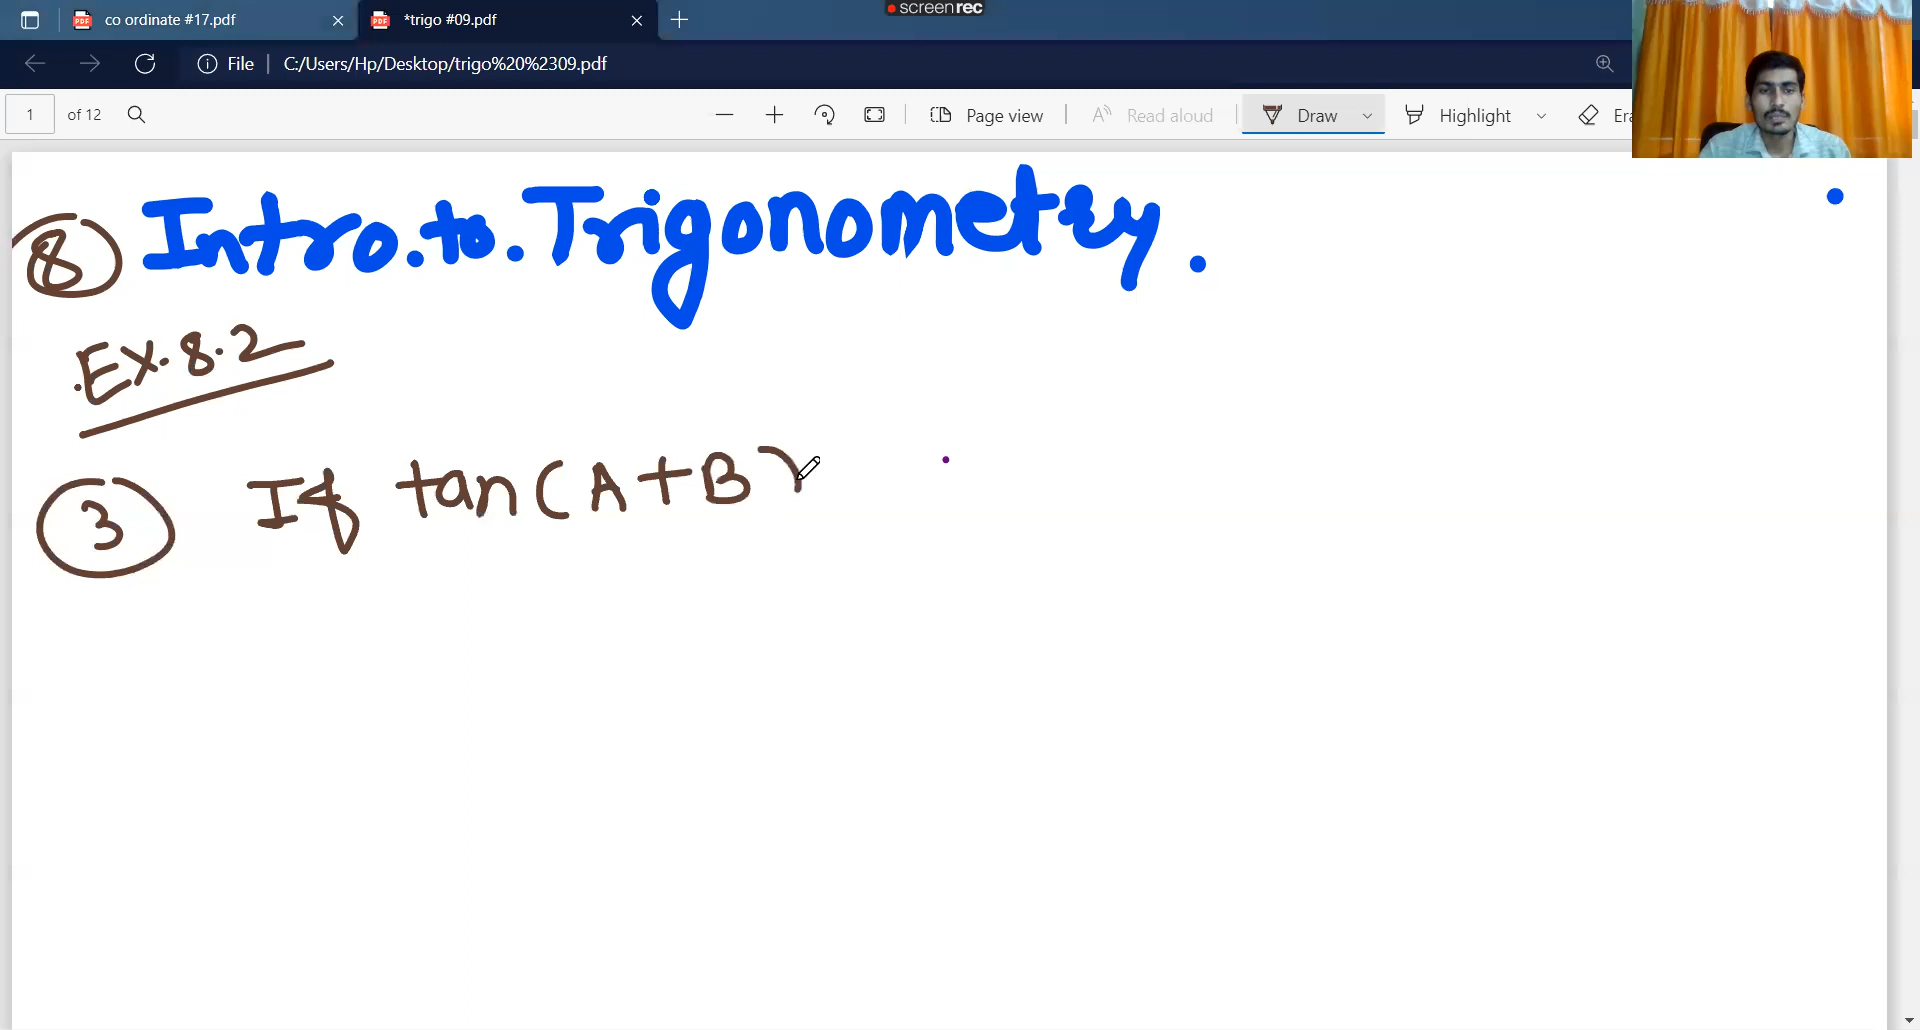 co ordinate #17.pdf
*trigo #09.pdf
screenrec
File
C:/Users/Hp/Desktop/trigo%20%2309.pdf
1 of 12
Page view
Read aloud
Draw
Highlight
Er
8 Intro.to.Trigonometry.
.EX.8.2
3 If tan(A+B)